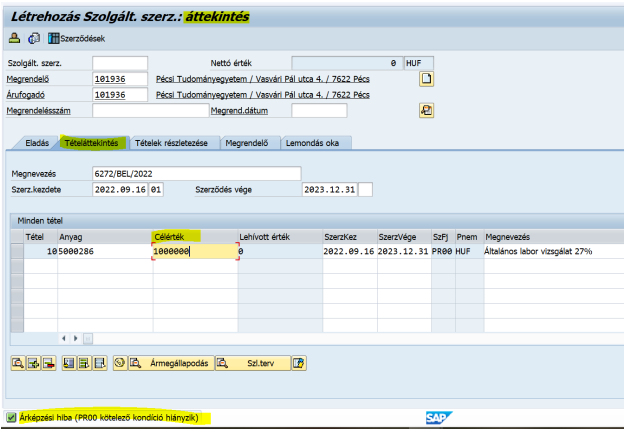 Létrehozás Szolgált. szerz.: áttekintés
Szerződések
Szolgált. szerz. Nettó érték 0 HUF
Megrendelő 101936 Pécsi Tudományegyetem / Vasvári Pál utca 4. / 7622 Pécs
Árufogadó 101936 Pécsi Tudományegyetem / Vasvári Pál utca 4. / 7622 Pécs
Megrendelésszám Megrend.dátum
Eladás Tételáttekintés Tételek részletezése Megrendelő Lemondás oka
Megnevezés 6272/BEL/2022
Szerz.kezdete 2022.09.16 01 Szerződés vége 2023.12.31
Minden tétel
Tétel Anyag Célérték Lehívott érték SzerzKez SzerzVége SzFj Pnem Megnevezés
10 5000286 1000000 0 2022.09.16 2023.12.31 PR00 HUF Általános labor vizsgálat 27%
Ármegállapodás Szl.terv
Árképzési hiba (PR00 kötelező kondíció hiányzik)
SAP